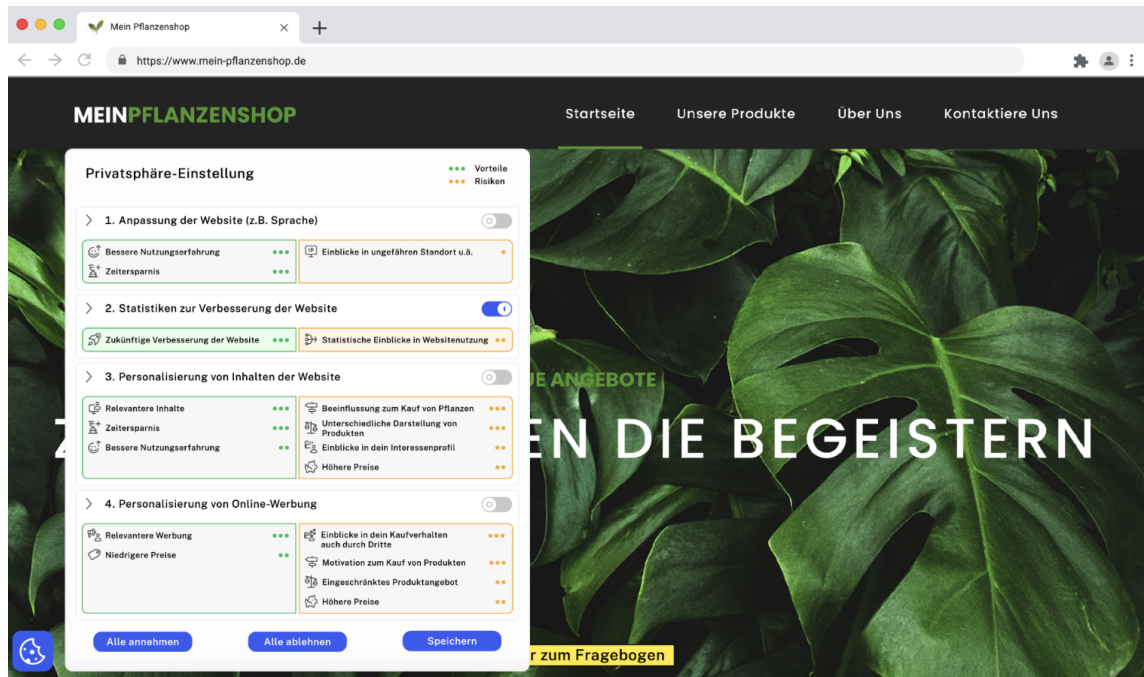 Mein Pflanzenshop
https://www.mein-pflanzenshop.de
MEINPFLANZENSHOP
Startseite Unsere Produkte Über Uns Kontaktiere Uns
Privatsphäre-Einstellung
Vorteile
Risiken
1. Anpassung der Website (z.B. Sprache)
Bessere Nutzungserfahrung
Zeitersparnis
IP
Einblicke in ungefähren Standort u.ä.
2. Statistiken zur Verbesserung der Website
Zukünftige Verbesserung der Website
Statistische Einblicke in Websitenutzung
3. Personalisierung von Inhalten der Website
Relevantere Inhalte
Zeitersparnis
Bessere Nutzungserfahrung
Beeinflussung zum Kauf von Pflanzen
Unterschiedliche Darstellung von
Produkten
Einblicke in dein Interessenprofil
Höhere Preise
4. Personalisierung von Online-Werbung
Relevantere Werbung
Niedrigere Preise
Einblicke in dein Kaufverhalten
auch durch Dritte
Motivation zum Kauf von Produkten
Eingeschränktes Produktangebot
Höhere Preise
Alle annehmen Alle ablehnen Speichern
ANGEBOTE
DIE BEGEISTERN
zum Fragebogen